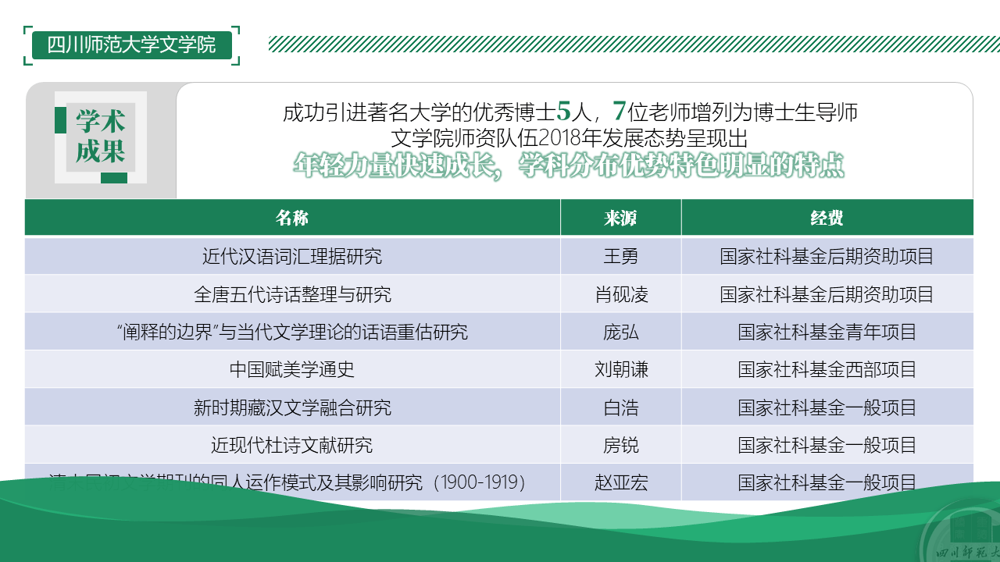 四川师范大学文学院
学术
成果
成功引进著名大学的优秀博士5人，7位老师增列为博士生导师
文学院师资队伍2018年发展态势呈现出
年轻力量快速成长，学科分布优势特色明显的特点
名称 来源 经费
近代汉语词汇理据研究 王勇 国家社科基金后期资助项目
全唐五代诗话整理与研究 肖砚凌 国家社科基金后期资助项目
“阐释的边界”与当代文学理论的话语重估研究 庞弘 国家社科基金青年项目
中国赋美学通史 刘朝谦 国家社科基金西部项目
新时期藏汉文学融合研究 白浩 国家社科基金一般项目
近现代杜诗文献研究 房锐 国家社科基金一般项目
清末民初文学期刊的同人运作模式及其影响研究（1900-1919） 赵亚宏 国家社科基金一般项目
四川师范大